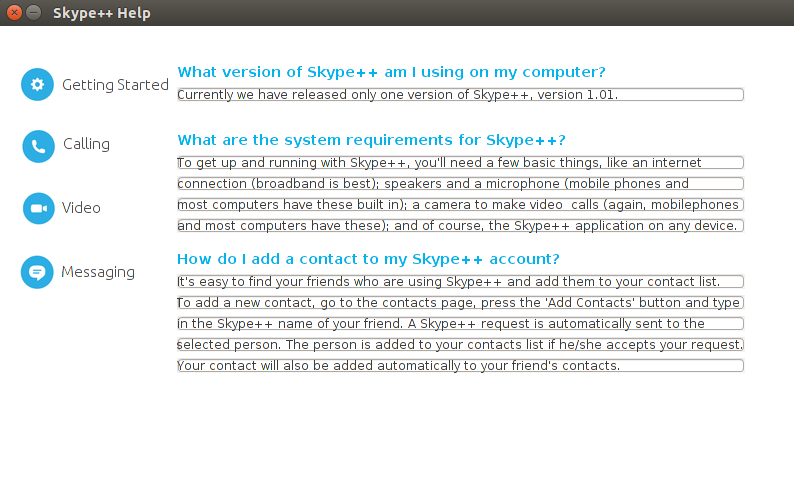 Skype++ Help
Getting Started
Calling
Video
Messaging
What version of Skype++ am I using on my computer?
Currently we have released only one version of Skype++, version 1.01.
What are the system requirements for Skype++?
To get up and running with Skype++, you'll need a few basic things, like an internet
connection (broadband is best); speakers and a microphone (mobile phones and
most computers have these built in); a camera to make video  calls (again, mobilephones
and most computers have these); and of course, the Skype++ application on any device.
How do I add a contact to my Skype++ account?
It's easy to find your friends who are using Skype++ and add them to your contact list.
To add a new contact, go to the contacts page, press the 'Add Contacts' button and type
in the Skype++ name of your friend. A Skype++ request is automatically sent to the
selected person. The person is added to your contacts list if he/she accepts your request.
Your contact will also be added automatically to your friend's contacts.